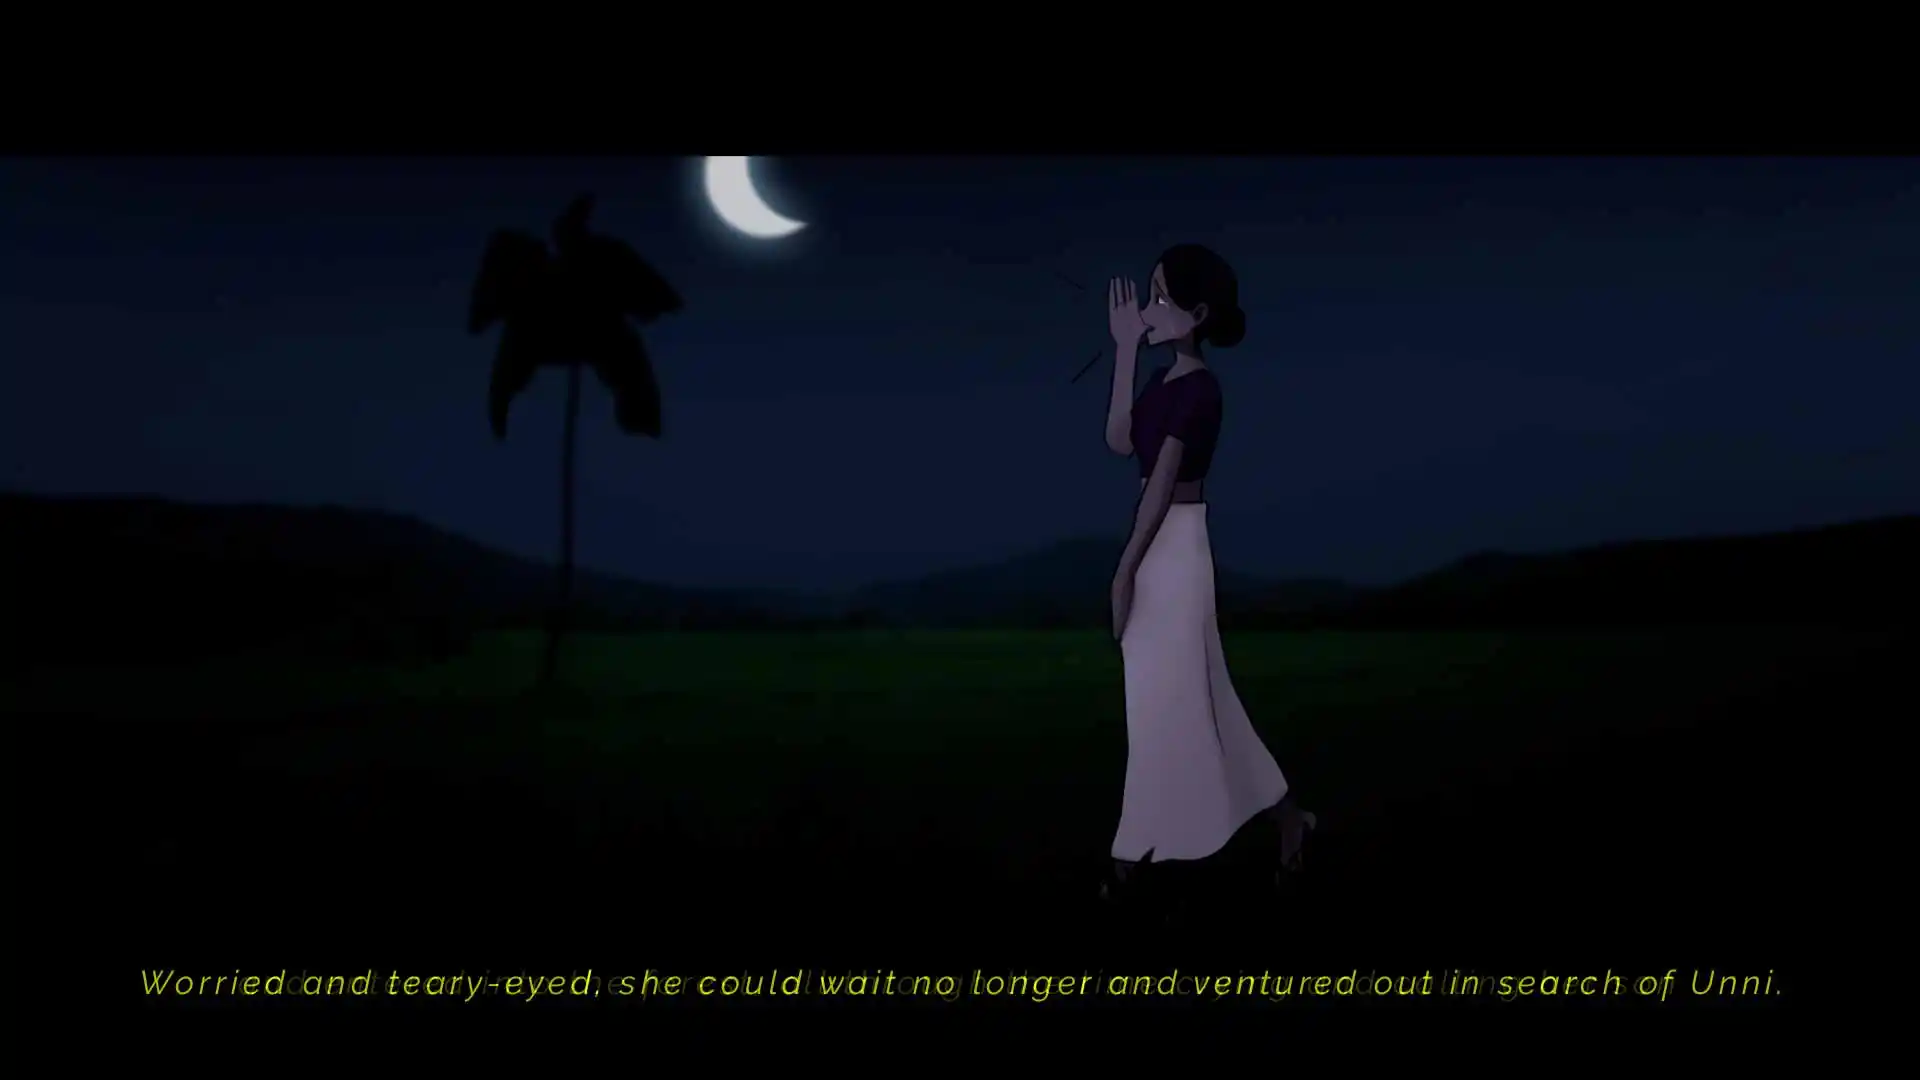 Worried and teary-eyed, she could wait no longer and ventured out in search of Unni.